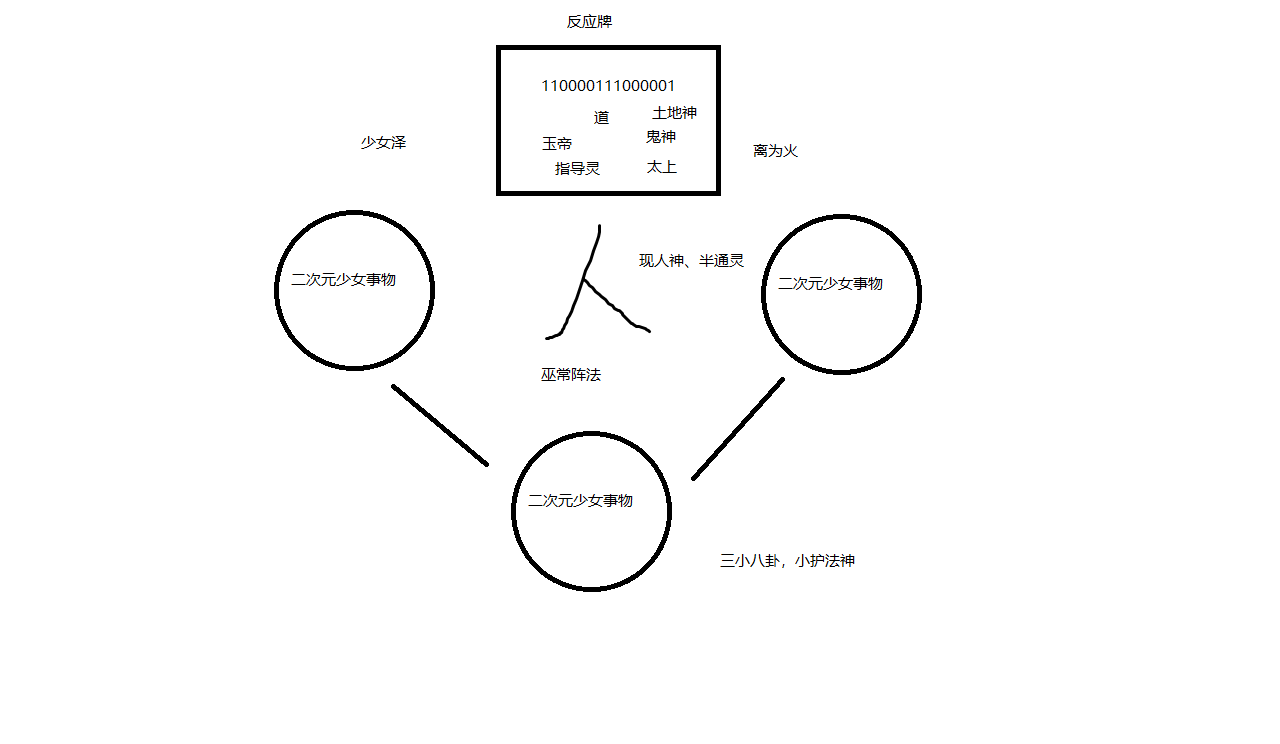 反应牌
110000111000001
道
土地神
玉帝
鬼神
指导灵
太上
少女泽
离为火
二次元少女事物
现人神、半通灵
二次元少女事物
人
巫常阵法
二次元少女事物
三小八卦，小护法神